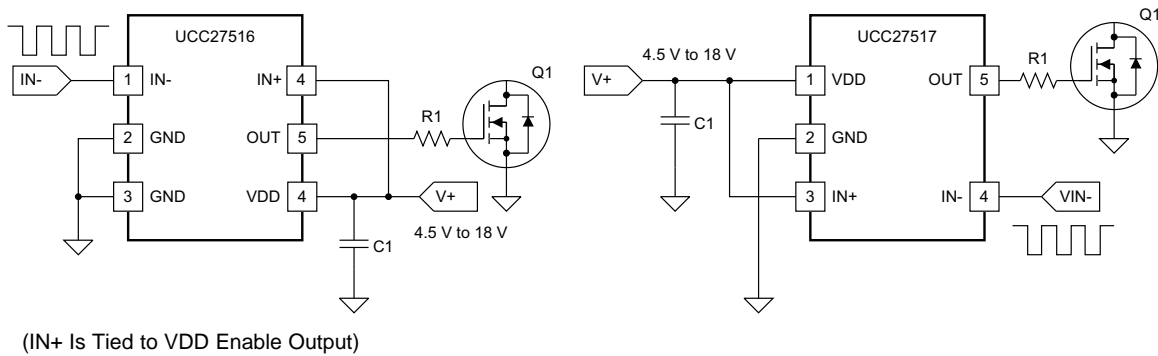 UCC27516
IN-
1
IN-
IN+
4
2
GND
OUT
5
R1
Q1
3
GND
VDD
4
V+
4.5 V to 18 V
C1
UCC27517
4.5 V to 18 V
V+
C1
1
VDD
OUT
5
R1
Q1
2
GND
3
IN+
IN-
4
VIN-
(IN+ Is Tied to VDD Enable Output)